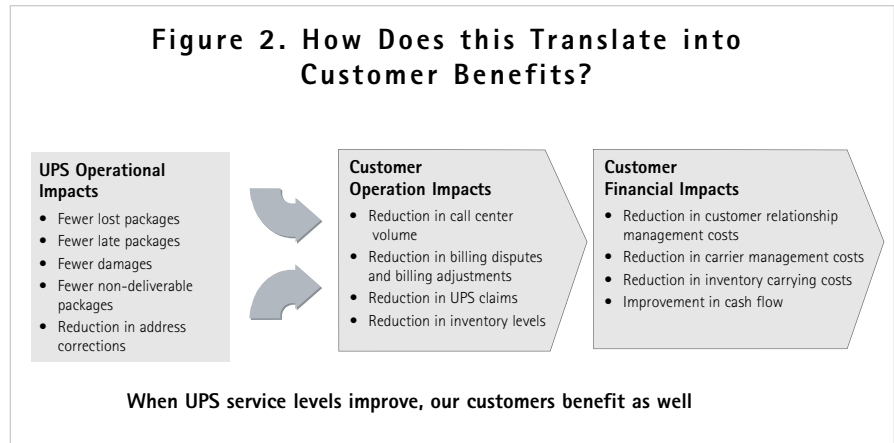 Figure 2. How Does this Translate into
Customer Benefits?
UPS Operational
Impacts
• Fewer lost packages
• Fewer late packages
• Fewer damages
• Fewer non-deliverable
packages
• Reduction in address
corrections
Customer
Operation Impacts
• Reduction in call center
volume
• Reduction in billing disputes
and billing adjustments
• Reduction in UPS claims
• Reduction in inventory levels
Customer
Financial Impacts
• Reduction in customer relationship
management costs
• Reduction in carrier management costs
• Reduction in inventory carrying costs
• Improvement in cash flow
When UPS service levels improve, our customers benefit as well